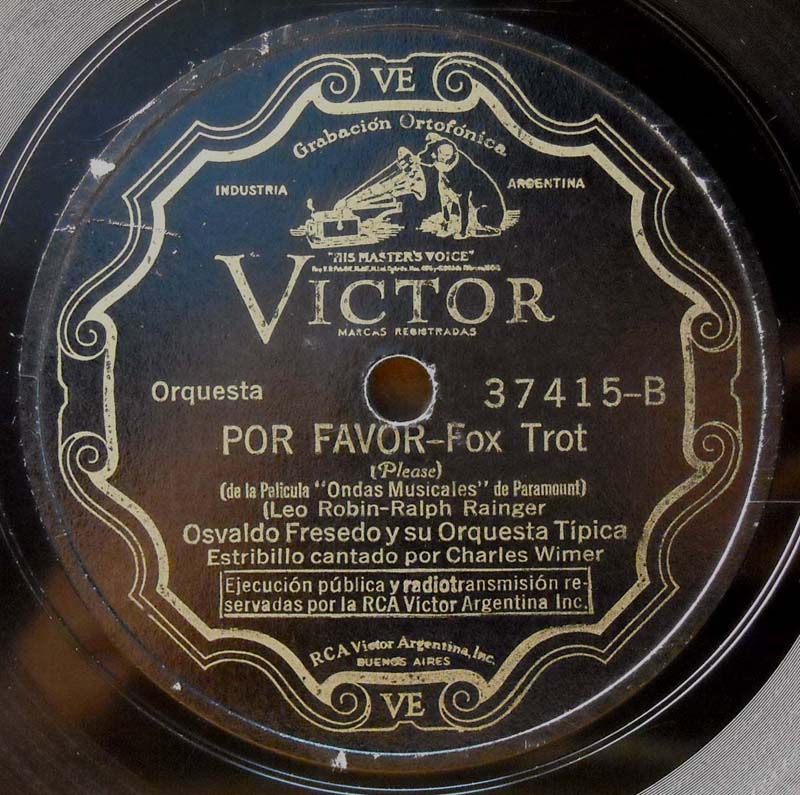 VE
Grabación Ortofónica
INDUSTRIA ARGENTINA
"HIS MASTER'S VOICE"
VICTOR
MARCAS REGISTRADAS
Orquesta 37415-B
POR FAVOR-Fox Trot
(Please)
(de la Pelicula "Ondas Musicales" de Paramount)
(Leo Robin-Ralph Rainger
Osvaldo Fresedo y su Orquesta Típica
Estribillo cantado por Charles Wimer
Ejecución pública y radiotransmisión re-
servadas por la RCA Victor Argentina Inc.
RCA Victor Argentina, Inc.
BUENOS AIRES
VE